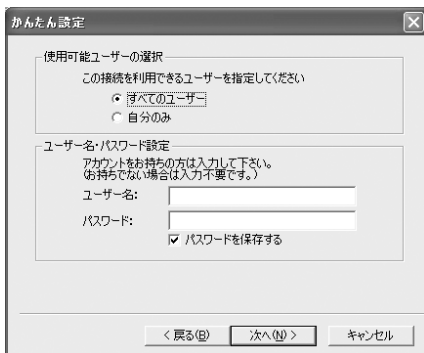 かんたん設定
使用可能ユーザーの選択
この接続を利用できるユーザーを指定してください
すべてのユーザー
自分のみ
ユーザー名・パスワード設定
アカウントをお持ちの方は入力して下さい。
(お持ちでない場合は入力不要です。)
ユーザー名:
パスワード:
パスワードを保存する
< 戻る(B)
次へ(N) >
キャンセル